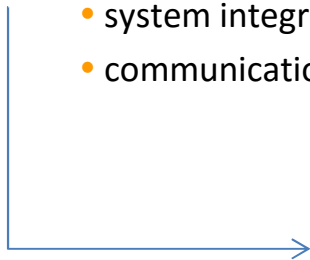 • system integr
• communicatio